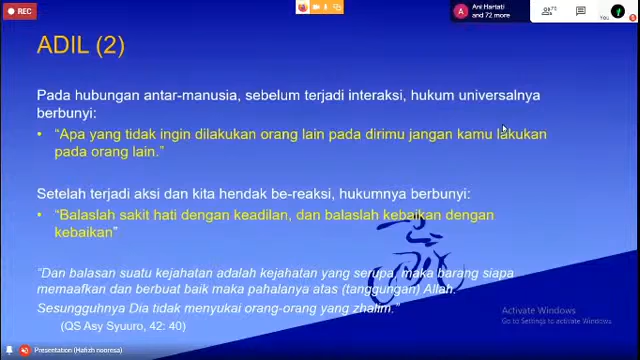 REC
Ani Hartati
and 72 more
73
YOU
ADIL (2)
Pada hubungan antar-manusia, sebelum terjadi interaksi, hukum universalnya
berbunyi:
• “Apa yang tidak ingin dilakukan orang lain pada dirimu jangan kamu lakukan
pada orang lain.”
Setelah terjadi aksi dan kita hendak be-reaksi, hukumnya berbunyi:
• “Balaslah sakit hati dengan keadilan, dan balaslah kebaikan dengan
kebaikan”
“Dan balasan suatu kejahatan adalah kejahatan yang serupa, maka barang siapa
memaafkan dan berbuat baik maka pahalanya atas (tanggungan) Allah.
Sesungguhnya Dia tidak menyukai orang-orang yang zhalim.”
(QS Asy Syuuro, 42: 40)
Activate Windows
Go to Settings to activate Windows.
Presentation (Hafizh nooresa)